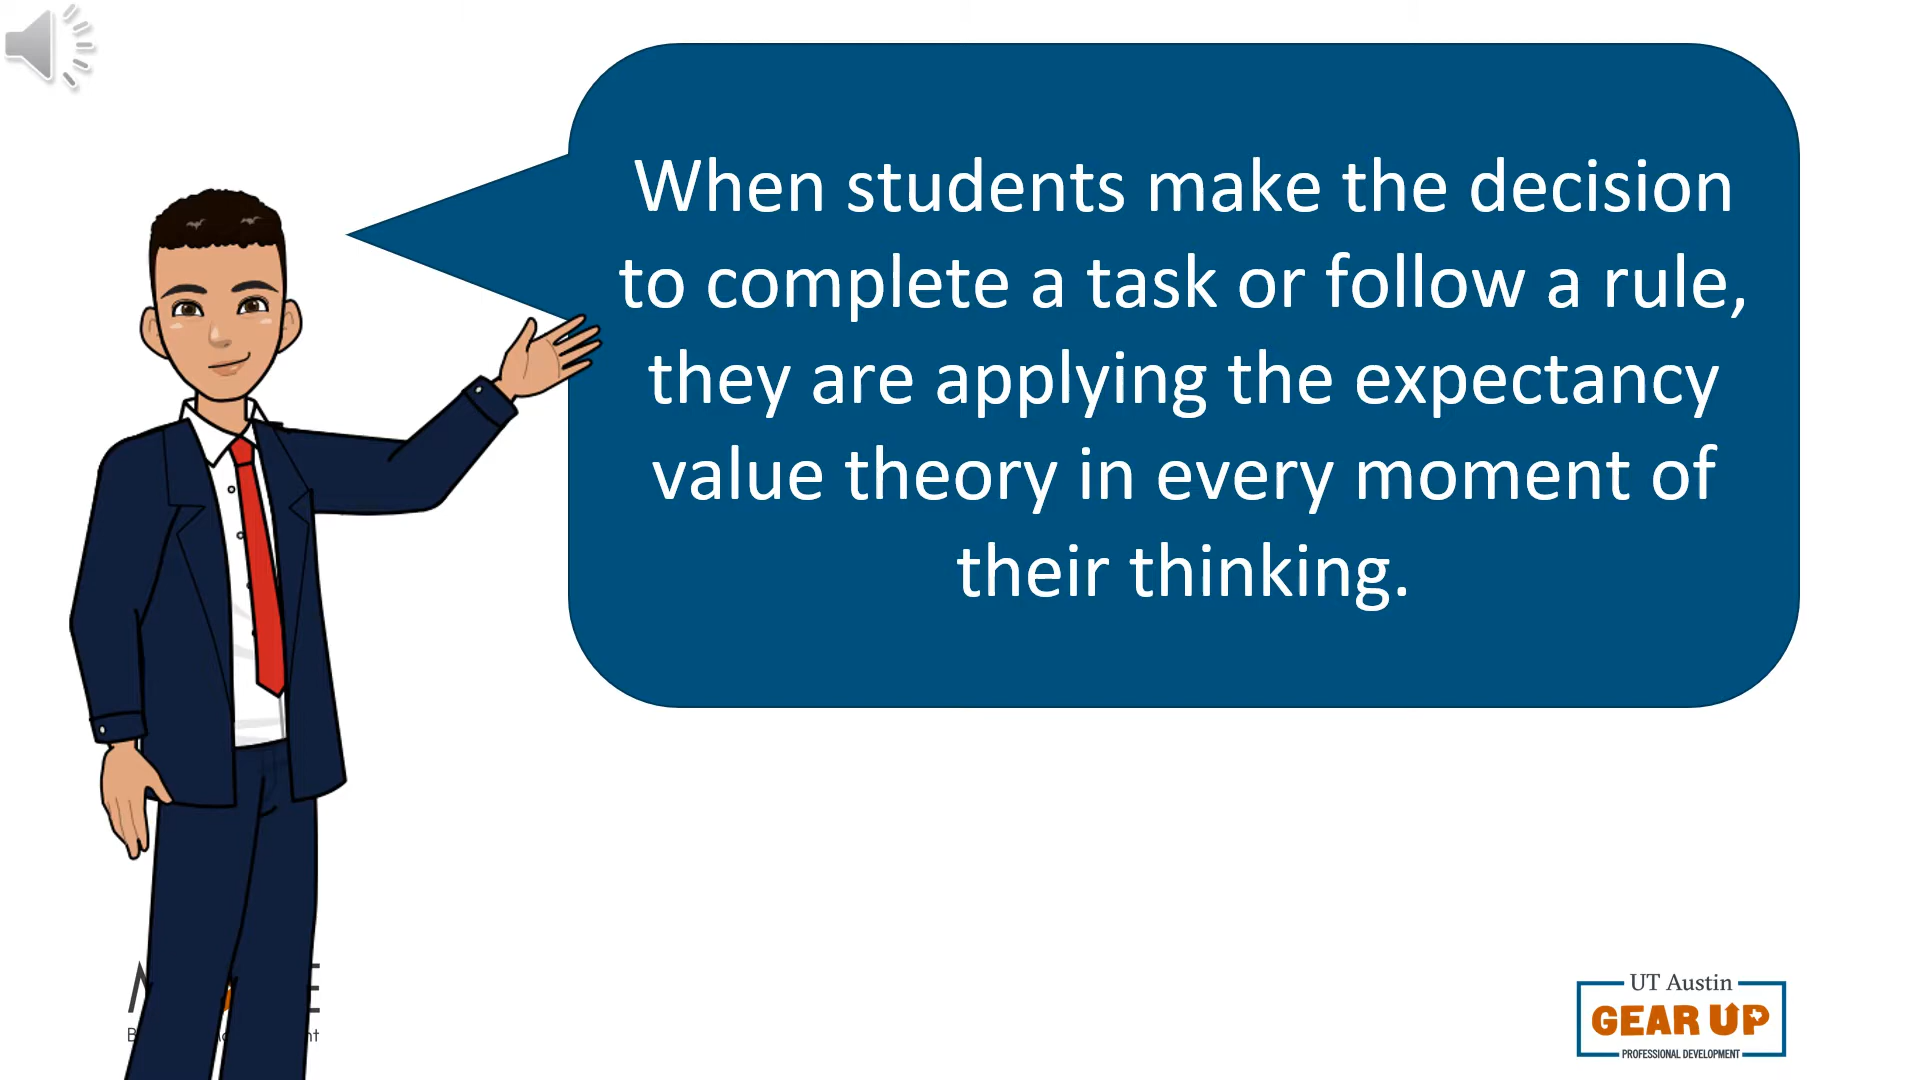 When students make the decision
to complete a task or follow a rule,
they are applying the expectancy
value theory in every moment of
their thinking.
UT Austin
GEAR UP
PROFESSIONAL DEVELOPMENT